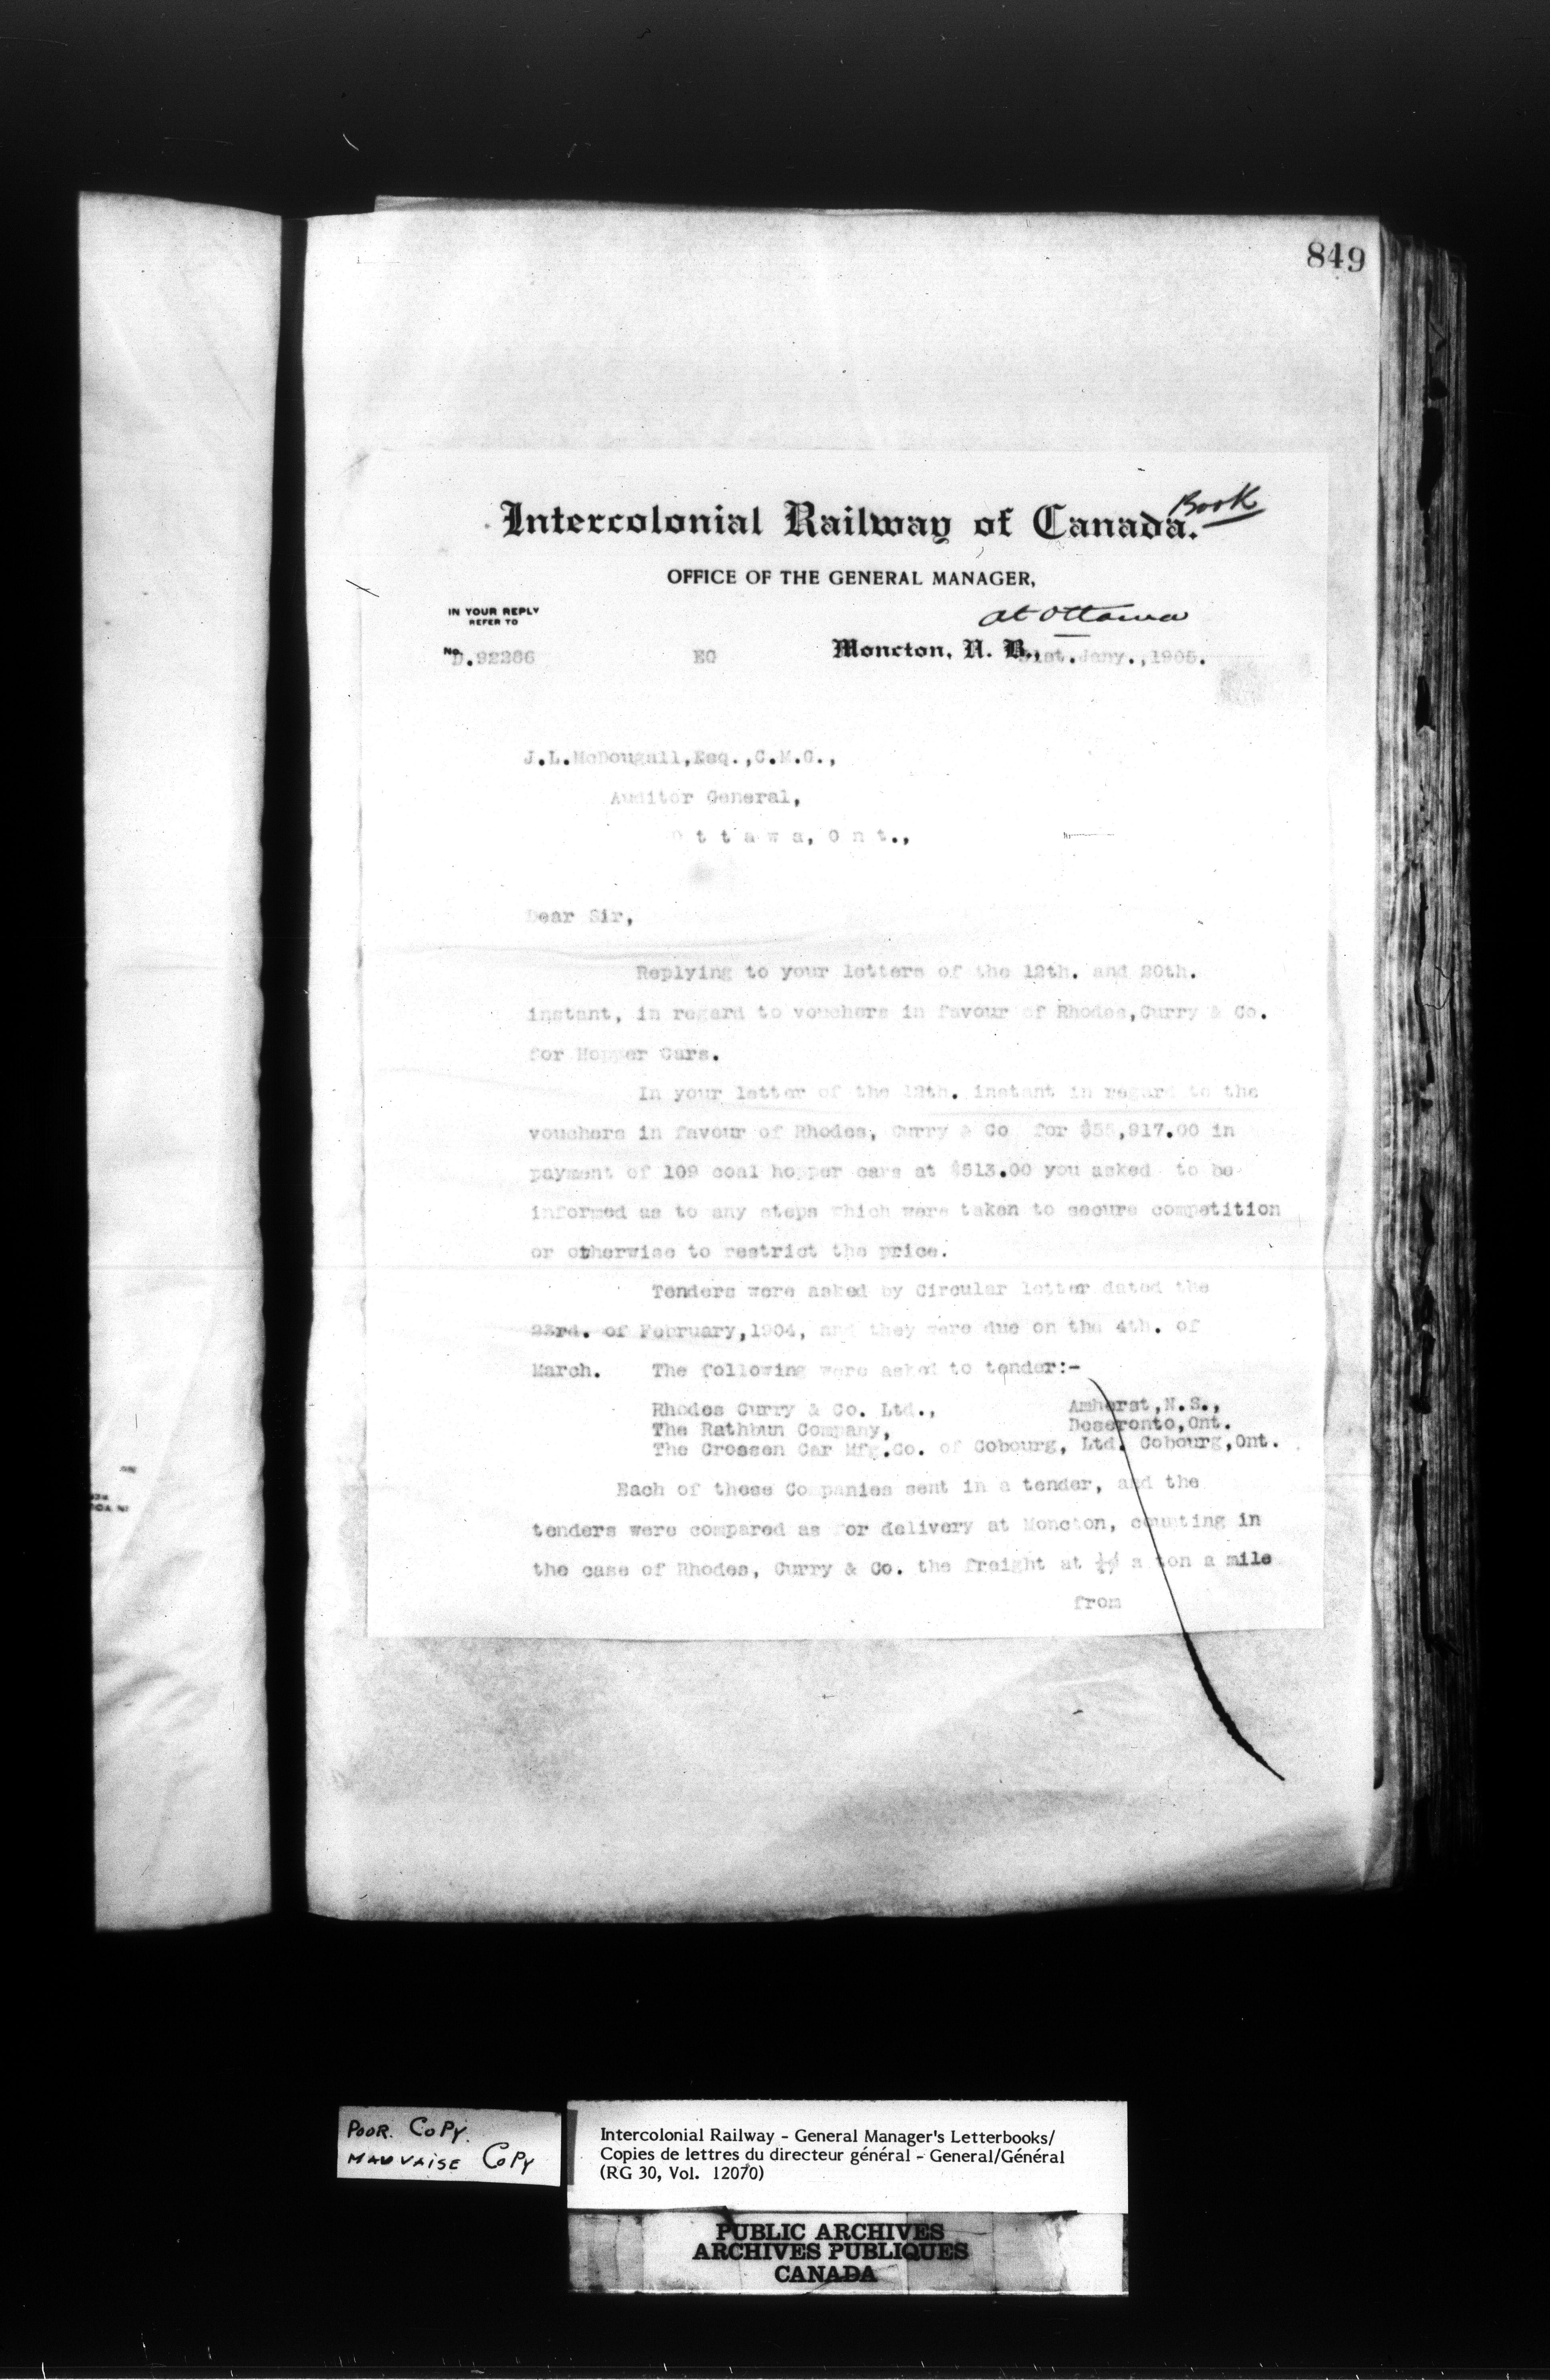 849
Book
Intercolonial Railway of Canada.
OFFICE OF THE GENERAL MANAGER,
IN YOUR REPLY
REFER TO
at Ottawa
No. D.92266 EG Moncton, N. B., 31st. Jany., 1905.
J.L.McDougall,Esq.,C.M.G.,
Auditor General,
O t t a w a, O n t.,
Dear Sir,
Replying to your letters of the 12th. and 20th.
instant, in regard to vouchers in favour of Rhodes,Curry & Co.
for Hopper Cars.
In your letter of the 12th. instant in regard to the
vouchers in favour of Rhodes, Curry & Co for $55,917.00 in
payment of 109 coal hopper cars at $513.00 you asked to be
informed as to any steps which were taken to secure competition
or otherwise to restrict the price.
Tenders were asked by Circular letter dated the
23rd. of February,1904, and they were due on the 4th. of
March. The following were asked to tender:-
Rhodes Curry & Co. Ltd., Amherst,N.S.,
The Rathbun Company, Deseronto,Ont.
The Crossen Car Mfg.Co. of Cobourg, Ltd. Cobourg,Ont.
Each of these Companies sent in a tender, and the
tenders were compared as for delivery at Moncton, counting in
the case of Rhodes, Curry & Co. the freight at a ton a mile
from
POOR. COPY.
MAUVAISE COPY
Intercolonial Railway - General Manager's Letterbooks/
Copies de lettres du directeur général - General/Général
(RG 30, Vol. 12070)
PUBLIC ARCHIVES
ARCHIVES PUBLIQUES
CANADA